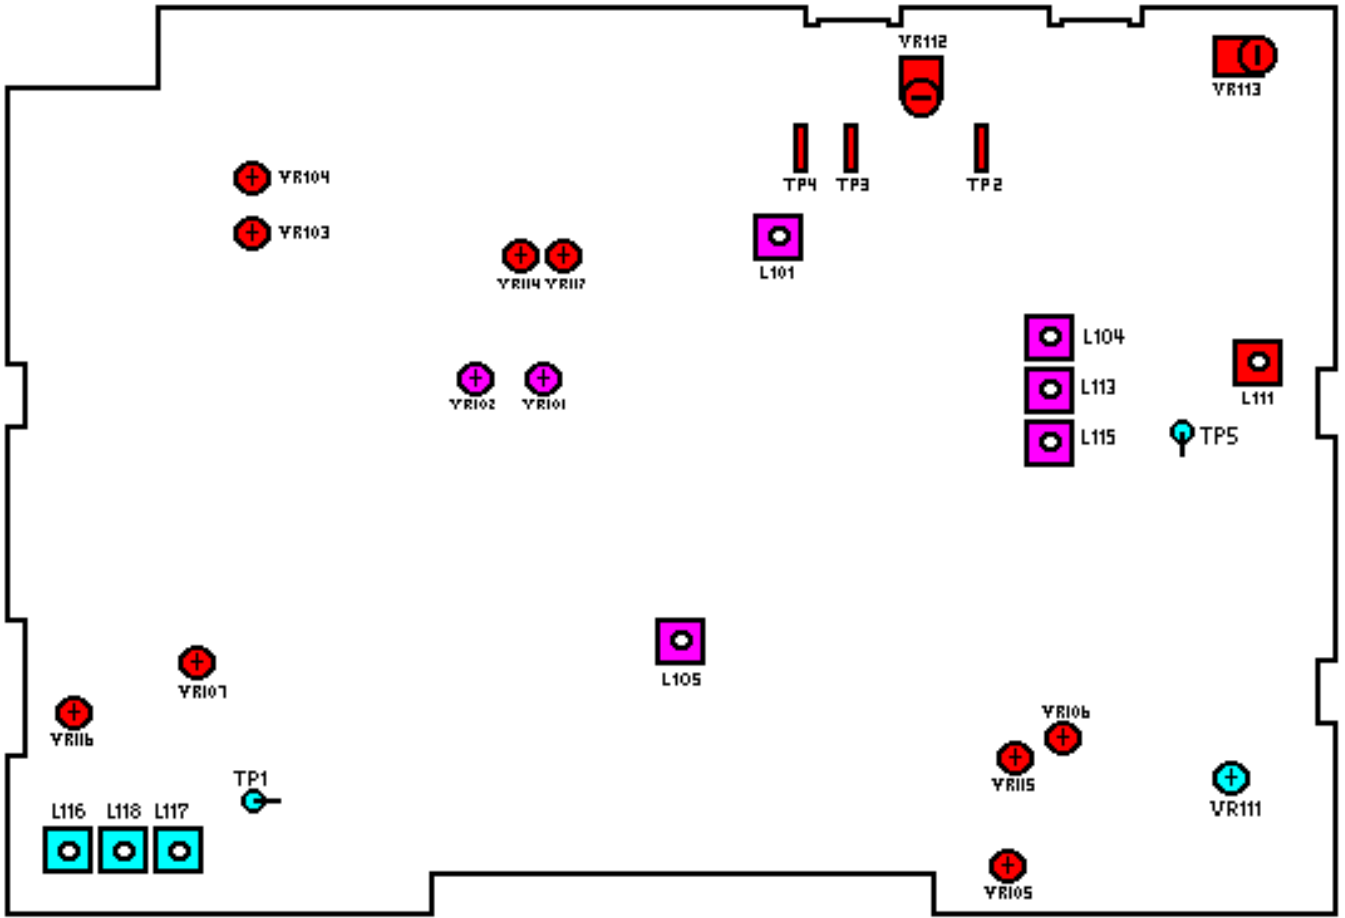 VR112
VR113
VR104
TP4 TP3 TP2
VR103
L101
VR114 VR117
L104
L113
L111
VR102 VR101
L115 TP5
L105
VR107
VR106
VR116
TP1
VR115
L116 L118 L117
VR111
VR105